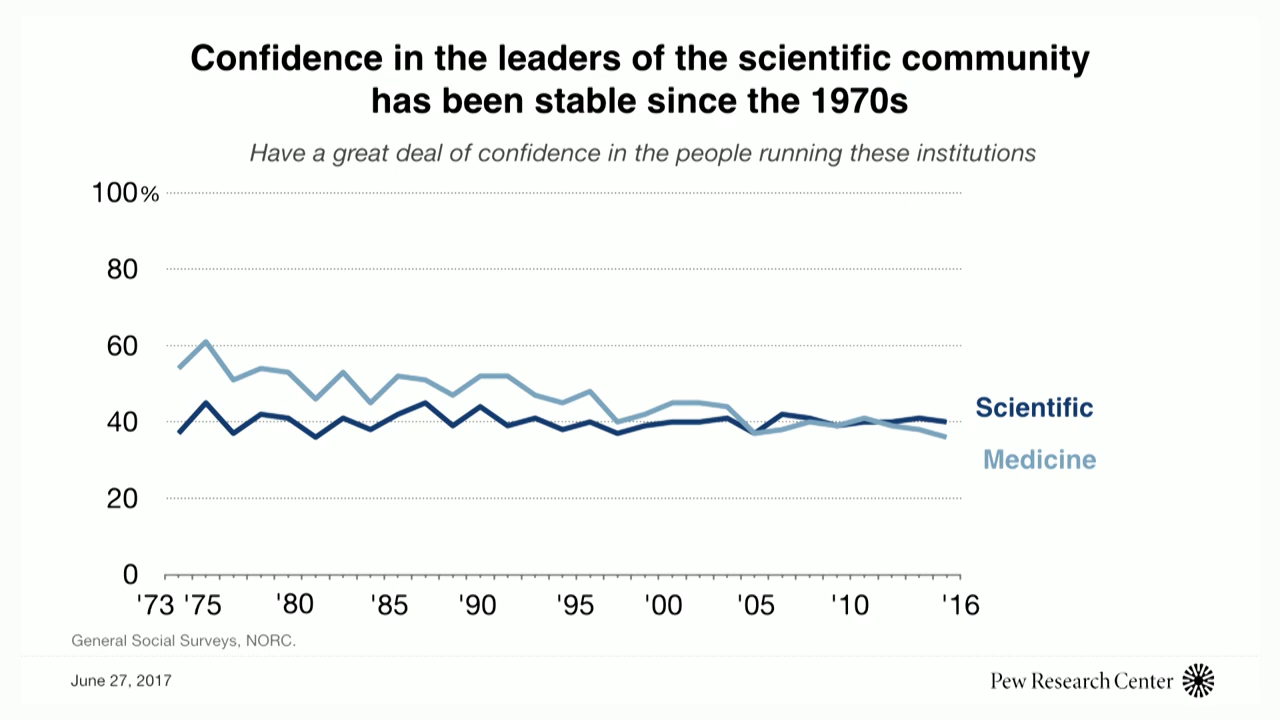 Confidence in the leaders of the scientific community
has been stable since the 1970s
Have a great deal of confidence in the people running these institutions
100%
80
60
40
20
0
Scientific
Medicine
'73 '75 '80 '85 '90 '95 '00 '05 '10 '16
General Social Surveys, NORC.
June 27, 2017
Pew Research Center